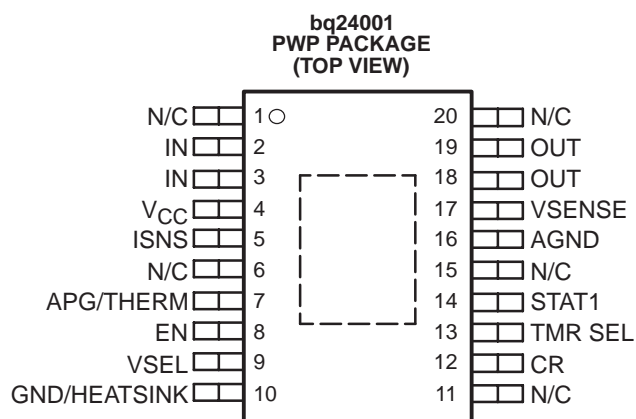 bq24001
PWP PACKAGE
(TOP VIEW)
N/C 1 20 N/C
IN 2 19 OUT
IN 3 18 OUT
VCC 4 17 VSENSE
ISNS 5 16 AGND
N/C 6 15 N/C
APG/THERM 7 14 STAT1
EN 8 13 TMR SEL
VSEL 9 12 CR
GND/HEATSINK 10 11 N/C